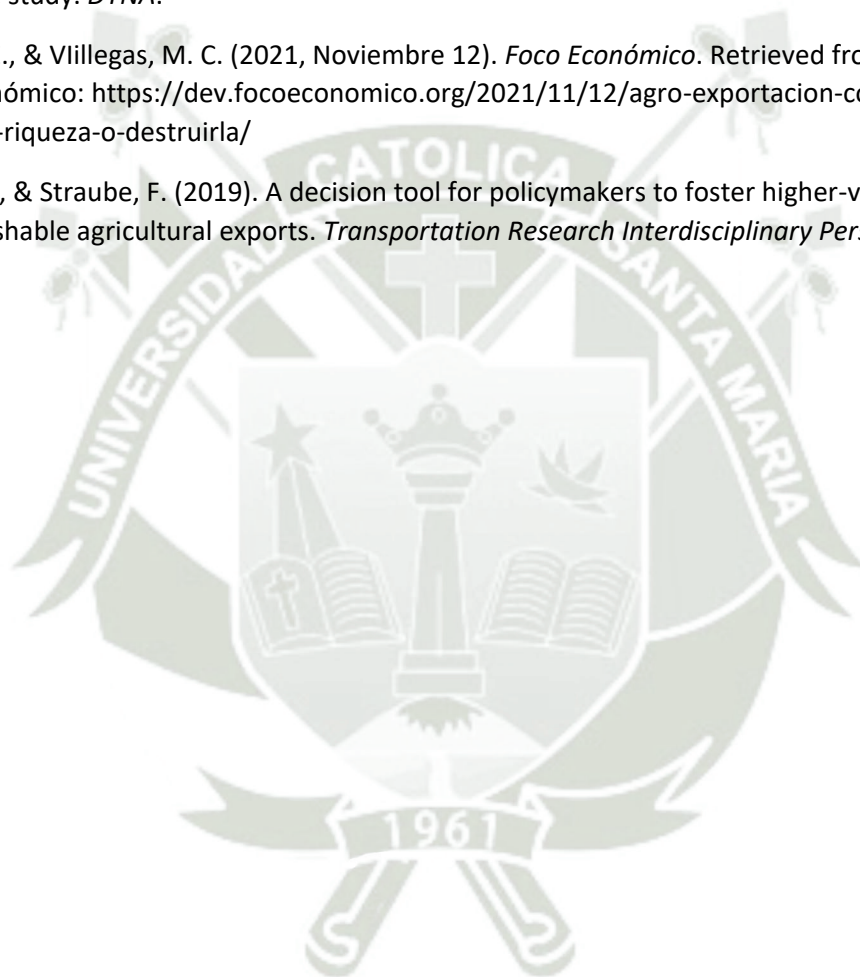 study. DYNA.
., & VIillegas, M. C. (2021, Noviembre 12). Foco Económico. Retrieved fro
nómico: https://dev.focoeconomico.org/2021/11/12/agro-exportacion-co
-riqueza-o-destruirla/
, & Straube, F. (2019). A decision tool for policymakers to foster higher-v
shable agricultural exports. Transportation Research Interdisciplinary Pers
UNIVERSIDAD CATOLICA SANTA MARIA
1961